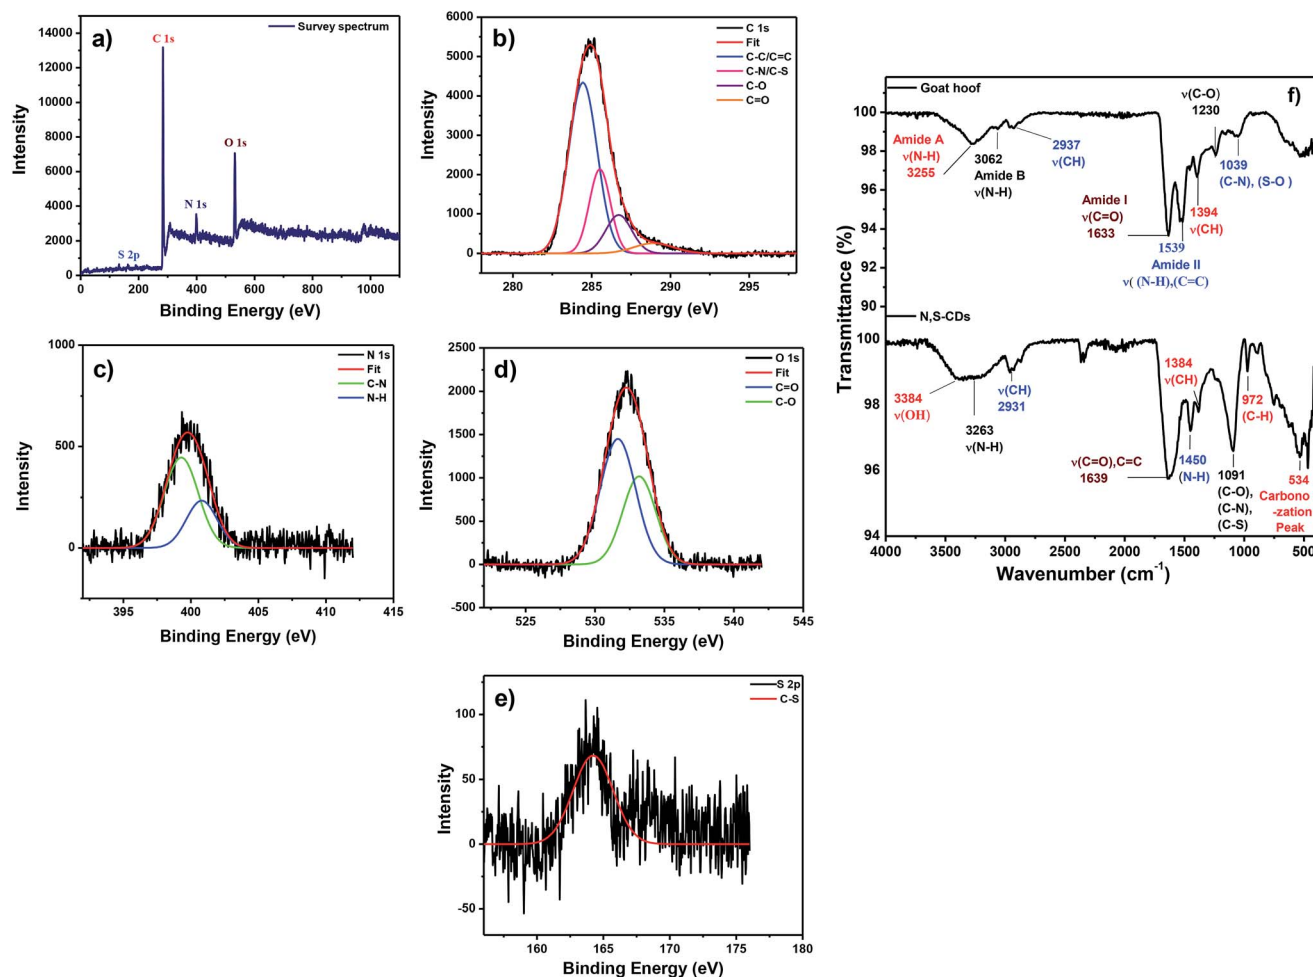 a)
Survey spectrum
C 1s
O 1s
N 1s
S 2p
14000
12000
10000
8000
6000
4000
2000
0
0 200 400 600 800 1000
Intensity
Binding Energy (eV)
b)
C 1s
Fit
C-C/C=C
C-N/C-S
C-O
C=O
6000
5000
4000
3000
2000
1000
0
280 285 290 295
Intensity
Binding Energy (eV)
c)
N 1s
Fit
C-N
N-H
1000
500
0
395 400 405 410 415
Intensity
Binding Energy (eV)
d)
O 1s
Fit
C=O
C-O
2500
2000
1500
1000
500
0
-500
525 530 535 540 545
Intensity
Binding Energy (eV)
e)
S 2p
C-S
100
50
0
-50
160 165 170 175 180
Intensity
Binding Energy (eV)
f)
Goat hoof
ν(C-O)
1230
Amide A
ν(N-H)
3255
3062
Amide B
ν(N-H)
2937
ν(CH)
1039
(C-N), (S-O )
Amide I
ν(C=O)
1633
1394
ν(CH)
1539
Amide II
ν( (N-H),(C=C)
100
98
96
94
92
90
N,S-CDs
3384
ν(OH)
3263
ν(N-H)
ν(CH)
2931
1384
ν(CH)
972
(C-H)
ν(C=O),C=C
1639
1450
(N-H)
1091
(C-O),
(C-N),
(C-S)
534
Carbono
-zation
Peak
100
98
96
94
4000 3000 2500 2000 1500 1000 500
Transmittance (%)
Wavenumber (cm⁻¹)